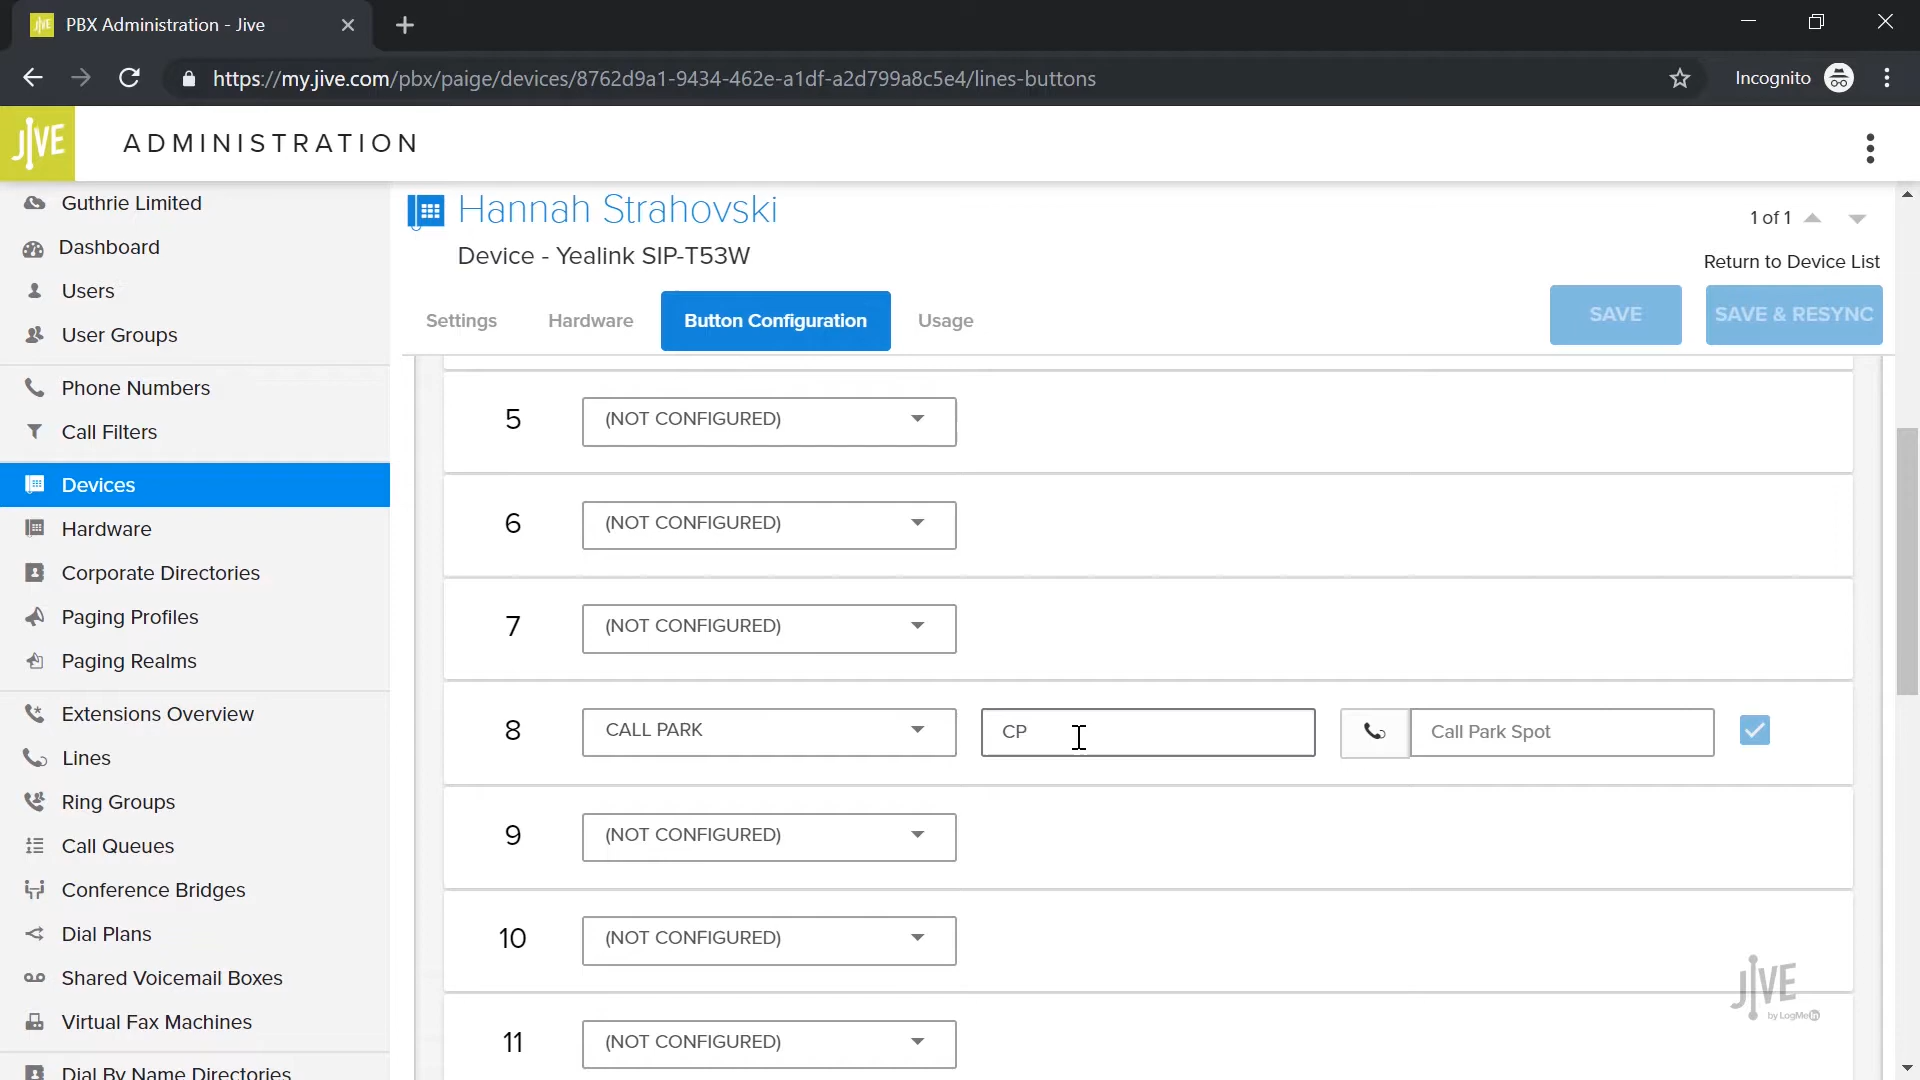 JIVE
PBX Administration - Jive
https://my.jive.com/pbx/paige/devices/8762d9a1-9434-462e-a1df-a2d799a8c5e4/lines-buttons
Incognito
JIVE
ADMINISTRATION
Guthrie Limited
Dashboard
Users
User Groups
Phone Numbers
Call Filters
Devices
Hardware
Corporate Directories
Paging Profiles
Paging Realms
Extensions Overview
Lines
Ring Groups
Call Queues
Conference Bridges
Dial Plans
Shared Voicemail Boxes
Virtual Fax Machines
Dial By Name Directories
Hannah Strahovski
Device - Yealink SIP-T53W
1 of 1
Return to Device List
Settings
Hardware
Button Configuration
Usage
SAVE
SAVE & RESYNC
5 (NOT CONFIGURED)
6 (NOT CONFIGURED)
7 (NOT CONFIGURED)
8 CALL PARK CP Call Park Spot
9 (NOT CONFIGURED)
10 (NOT CONFIGURED)
11 (NOT CONFIGURED)
JIVE
by LogMeIn